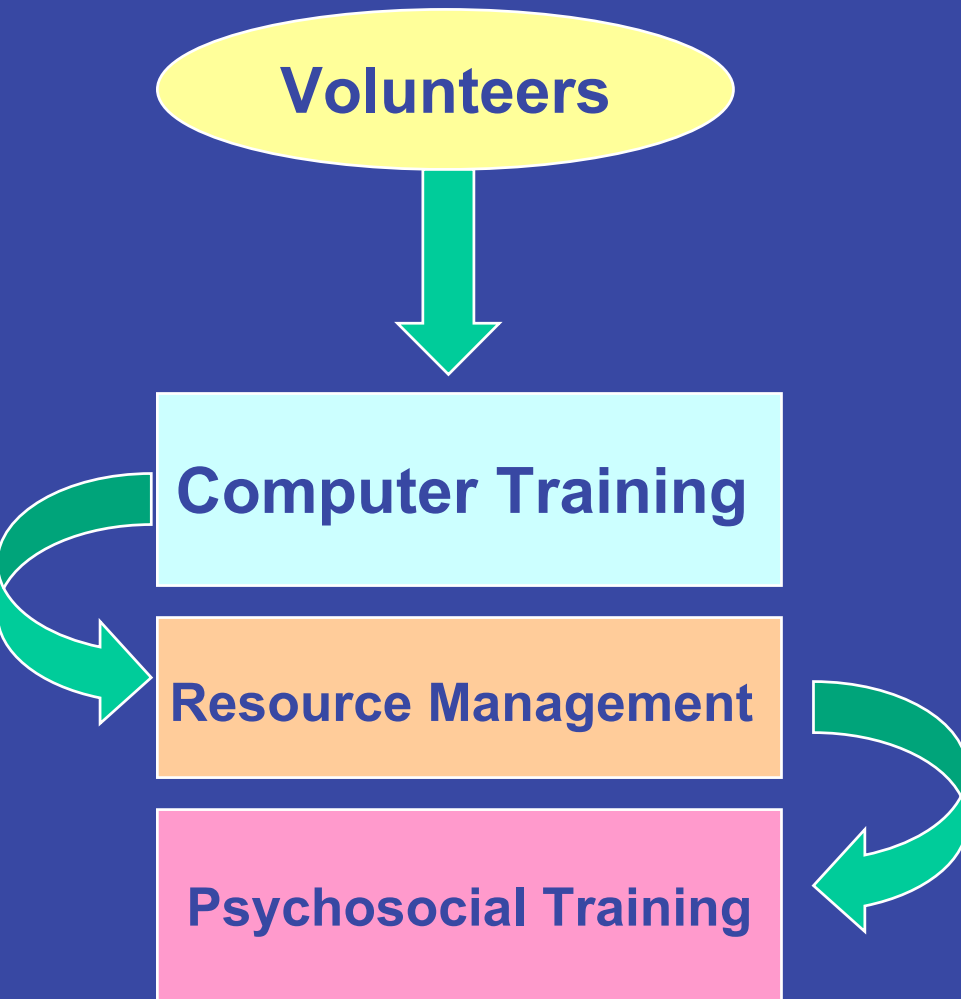 Volunteers
Computer Training
Resource Management
Psychosocial Training